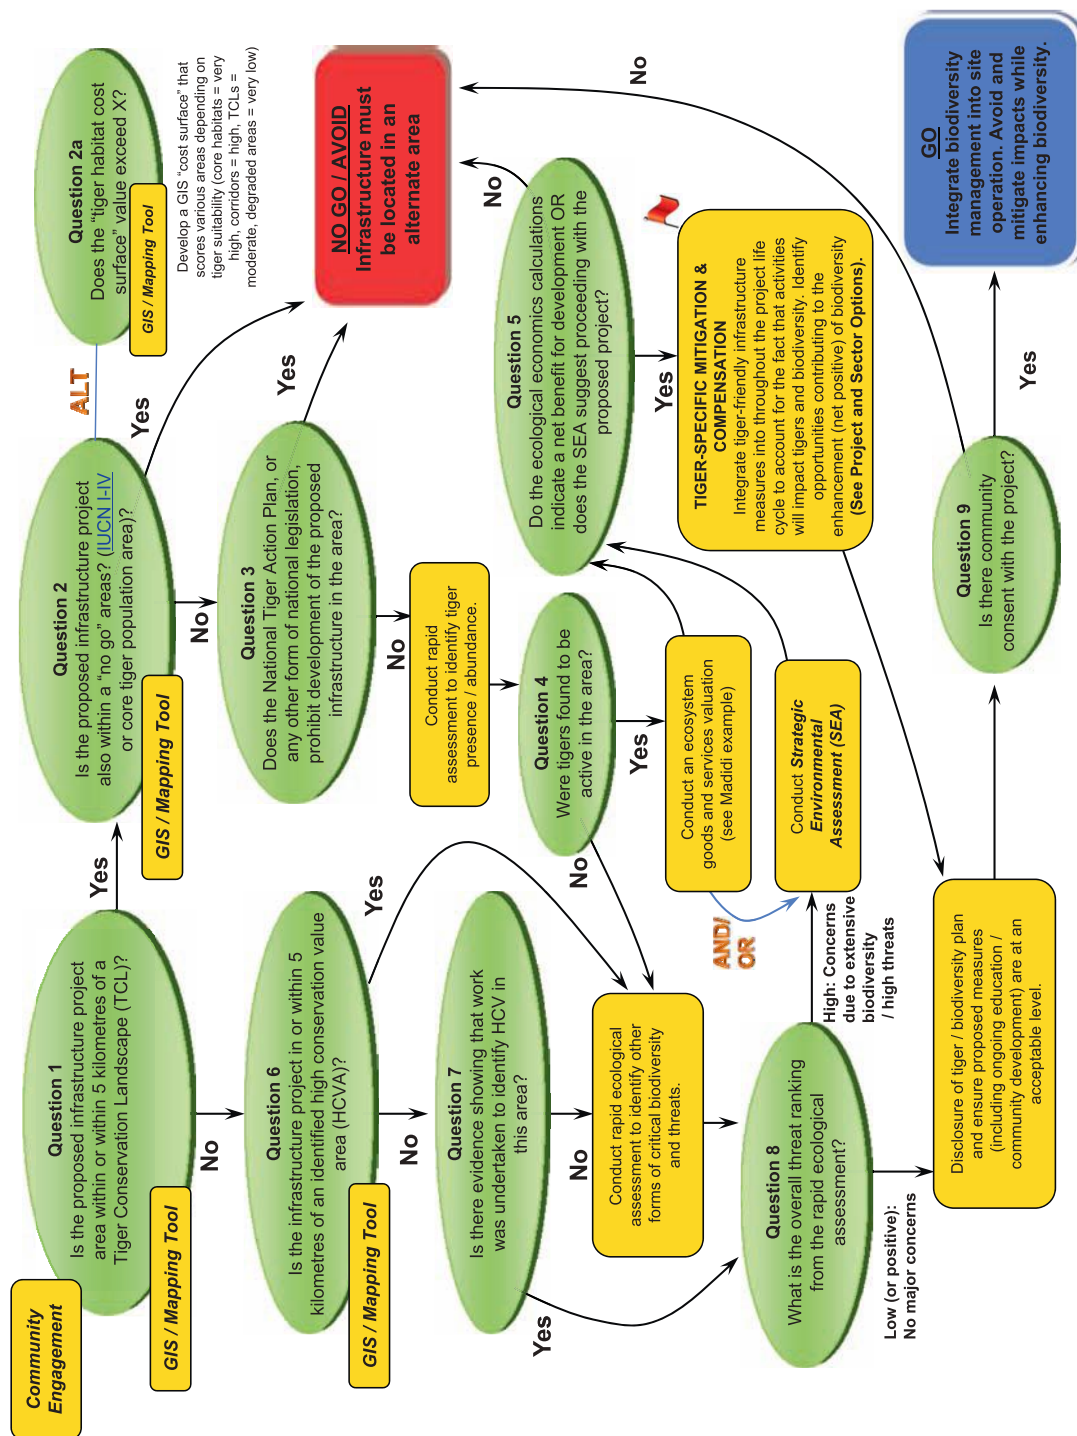 Community
Engagement
Question 1
Is the proposed infrastructure project
area within or within 5 kilometres of a
Tiger Conservation Landscape (TCL)?
GIS / Mapping Tool
Yes
No
Question 2
Is the proposed infrastructure project
also within a “no go” areas? (IUCN I-IV
or core tiger population area)?
GIS / Mapping Tool
ALT
Yes
No
Question 2a
Does the “tiger habitat cost
surface” value exceed X?
GIS / Mapping Tool
Develop a GIS “cost surface” that
scores various areas depending on
tiger suitability (core habitats = very
high, corridors = high, TCLs =
moderate, degraded areas = very low)
Question 6
Is the infrastructure project in or within 5
kilometres of an identified high conservation value
area (HCVA)?
GIS / Mapping Tool
Yes
No
Question 3
Does the National Tiger Action Plan, or
any other form of national legislation,
prohibit development of the proposed
infrastructure in the area?
Yes
No
NO GO / AVOID
Infrastructure must
be located in an
alternate area
Conduct rapid
assessment to identify tiger
presence / abundance.
Question 7
Is there evidence showing that work
was undertaken to identify HCV in
this area?
Yes
No
Question 4
Were tigers found to be
active in the area?
No
Yes
Question 5
Do the ecological economics calculations
indicate a net benefit for development OR
does the SEA suggest proceeding with the
proposed project?
No
Yes
Conduct rapid ecological
assessment to identify other
forms of critical biodiversity
and threats.
Conduct an ecosystem
goods and services valuation
(see Madidi example)
AND/
OR
Conduct Strategic
Environmental
Assessment (SEA)
TIGER-SPECIFIC MITIGATION &
COMPENSATION
Integrate tiger-friendly infrastructure
measures into throughout the project life
cycle to account for the fact that activities
will impact tigers and biodiversity. Identify
opportunities contributing to the
enhancement (net positive) of biodiversity
(See Project and Sector Options).
Question 8
What is the overall threat ranking
from the rapid ecological
assessment?
High: Concerns
due to extensive
biodiversity
/ high threats
Low (or positive):
No major concerns
Disclosure of tiger / biodiversity plan
and ensure proposed measures
(including ongoing education /
community development) are at an
acceptable level.
Question 9
Is there community
consent with the project?
No
Yes
GO
Integrate biodiversity
management into site
operation. Avoid and
mitigate impacts while
enhancing biodiversity.